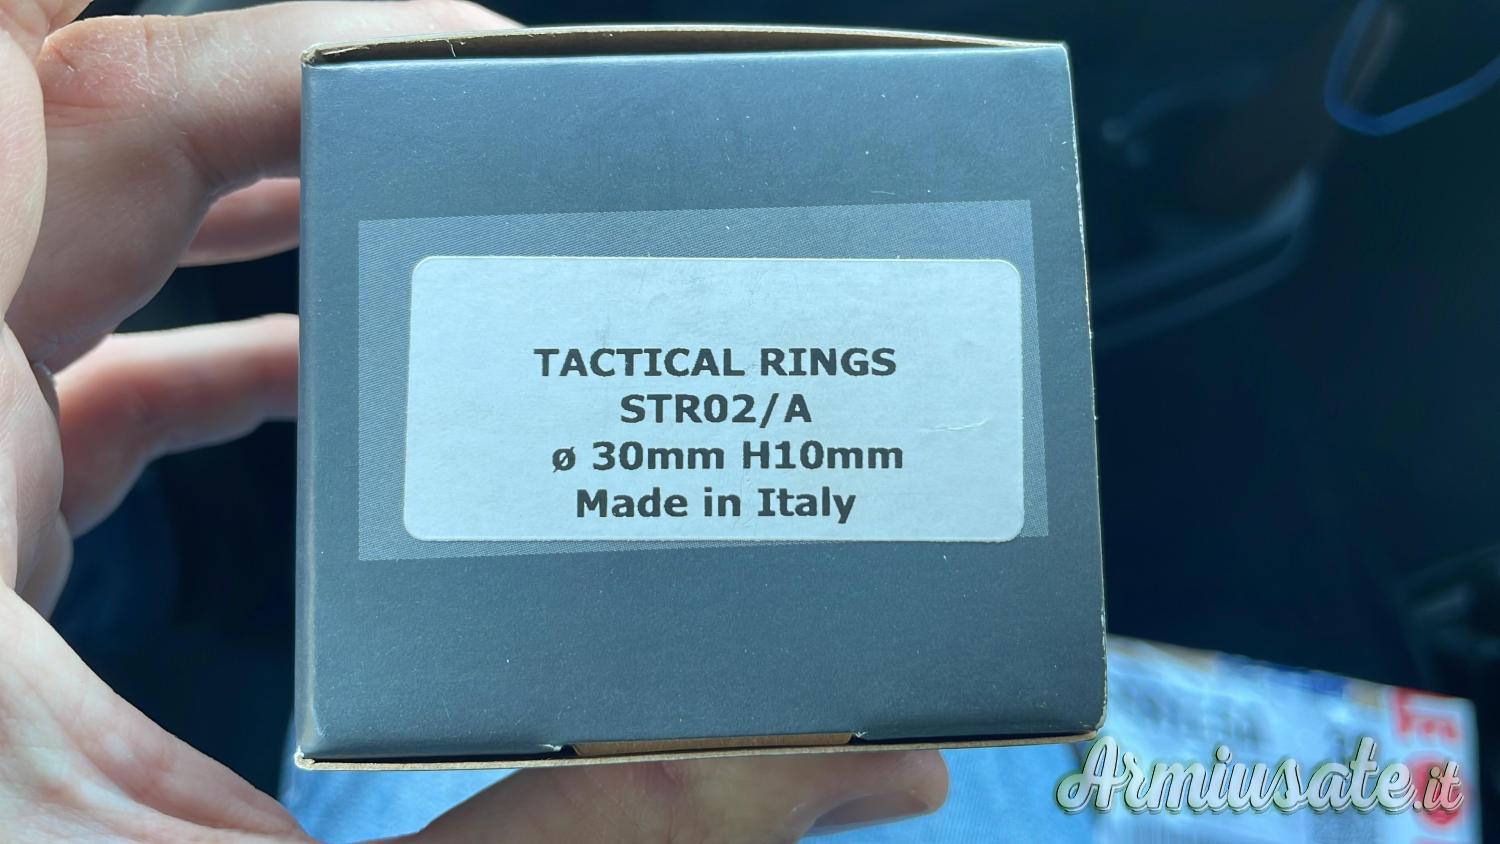 TACTICAL RINGS
STR02/A
ø 30mm H10mm
Made in Italy
Armiusate.it